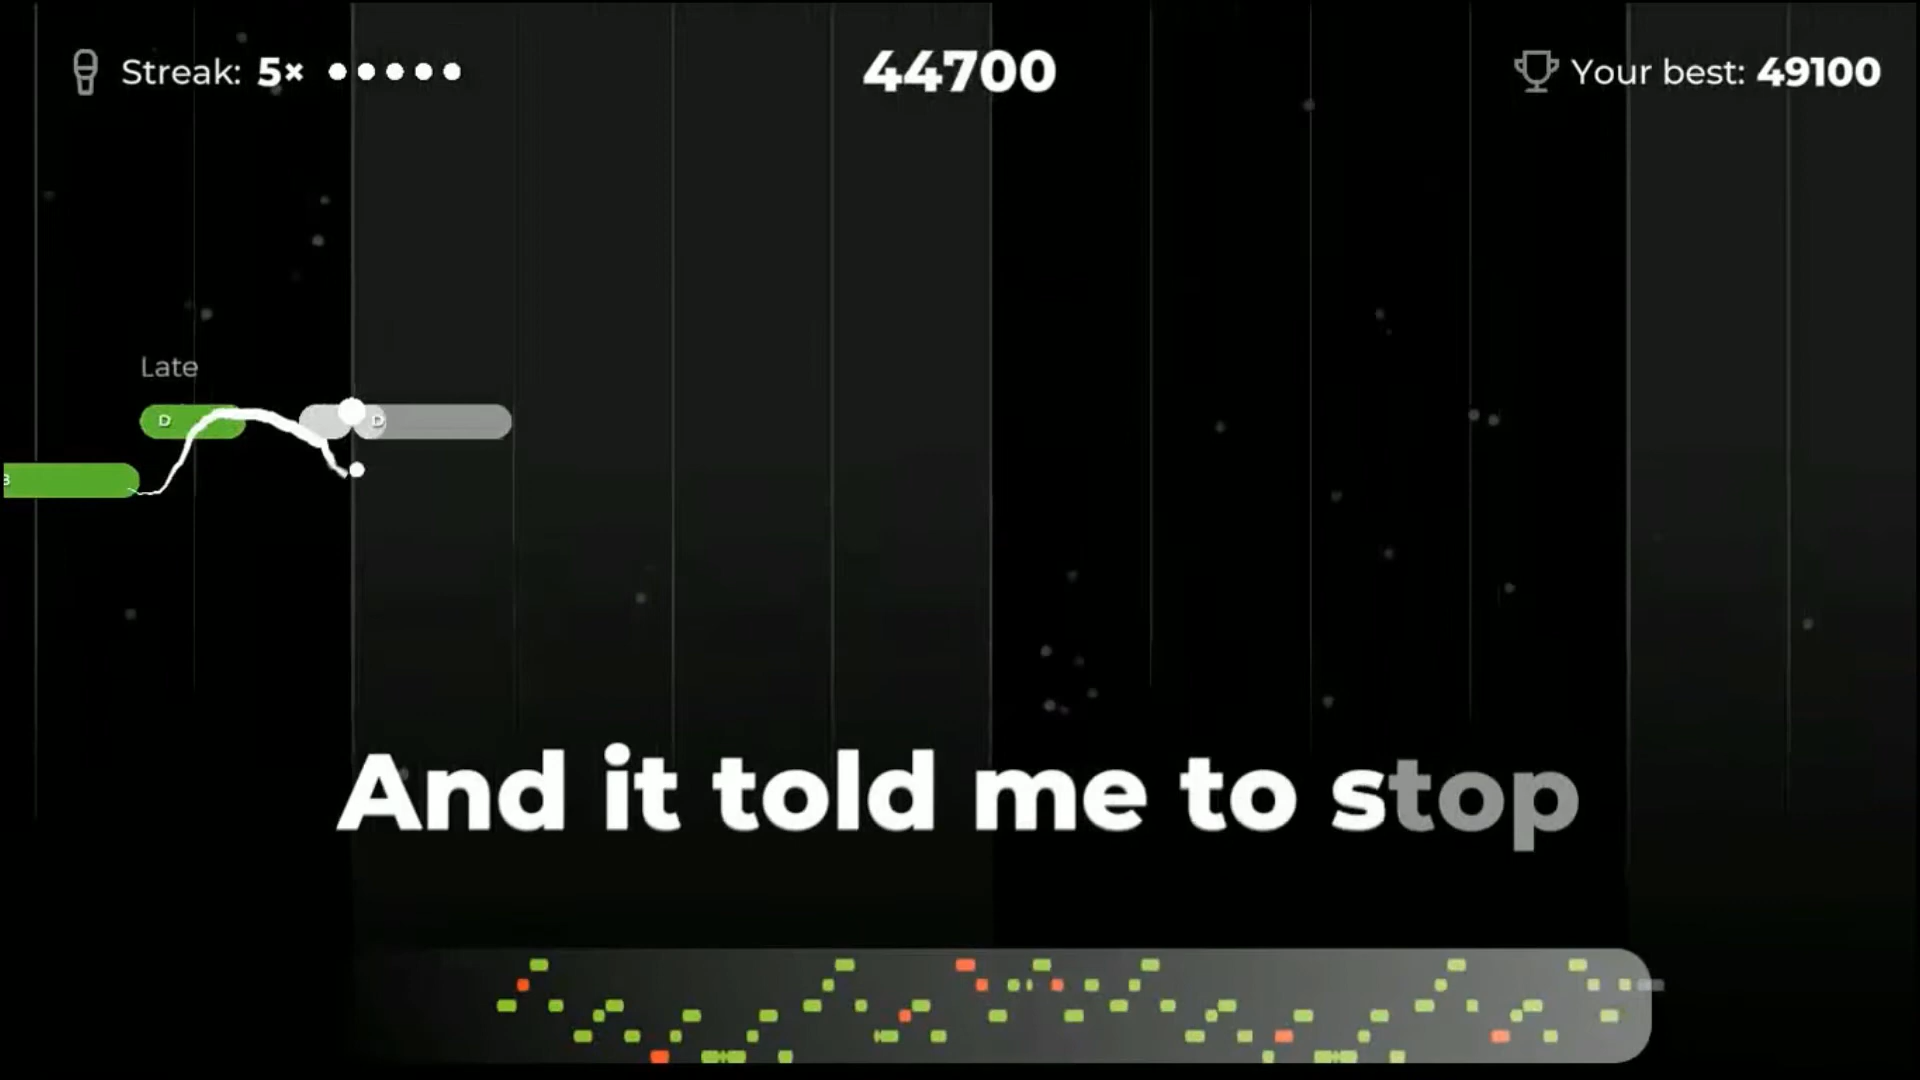 Streak: 5× 44700 Your best: 49100
Late
D D
B
And it told me to stop